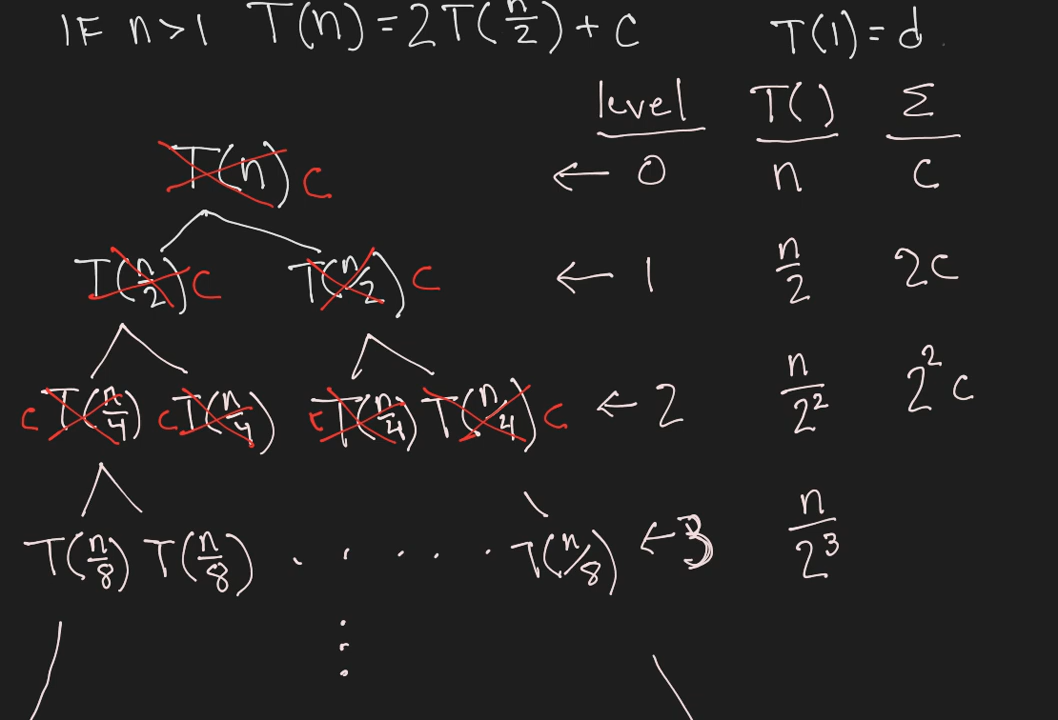 IF n>1 T(n)=2T(n/2)+c T(1)=d
level T() Σ
T(n) c ← 0 n c
T(n/2) c T(n/2) c ← 1 n/2 2c
c T(n/4) c T(n/4) c T(n/4) T(n/4) c ← 2 n/2² 2²c
T(n/8) T(n/8) . . . . . T(n/8) ← 3 n/2³